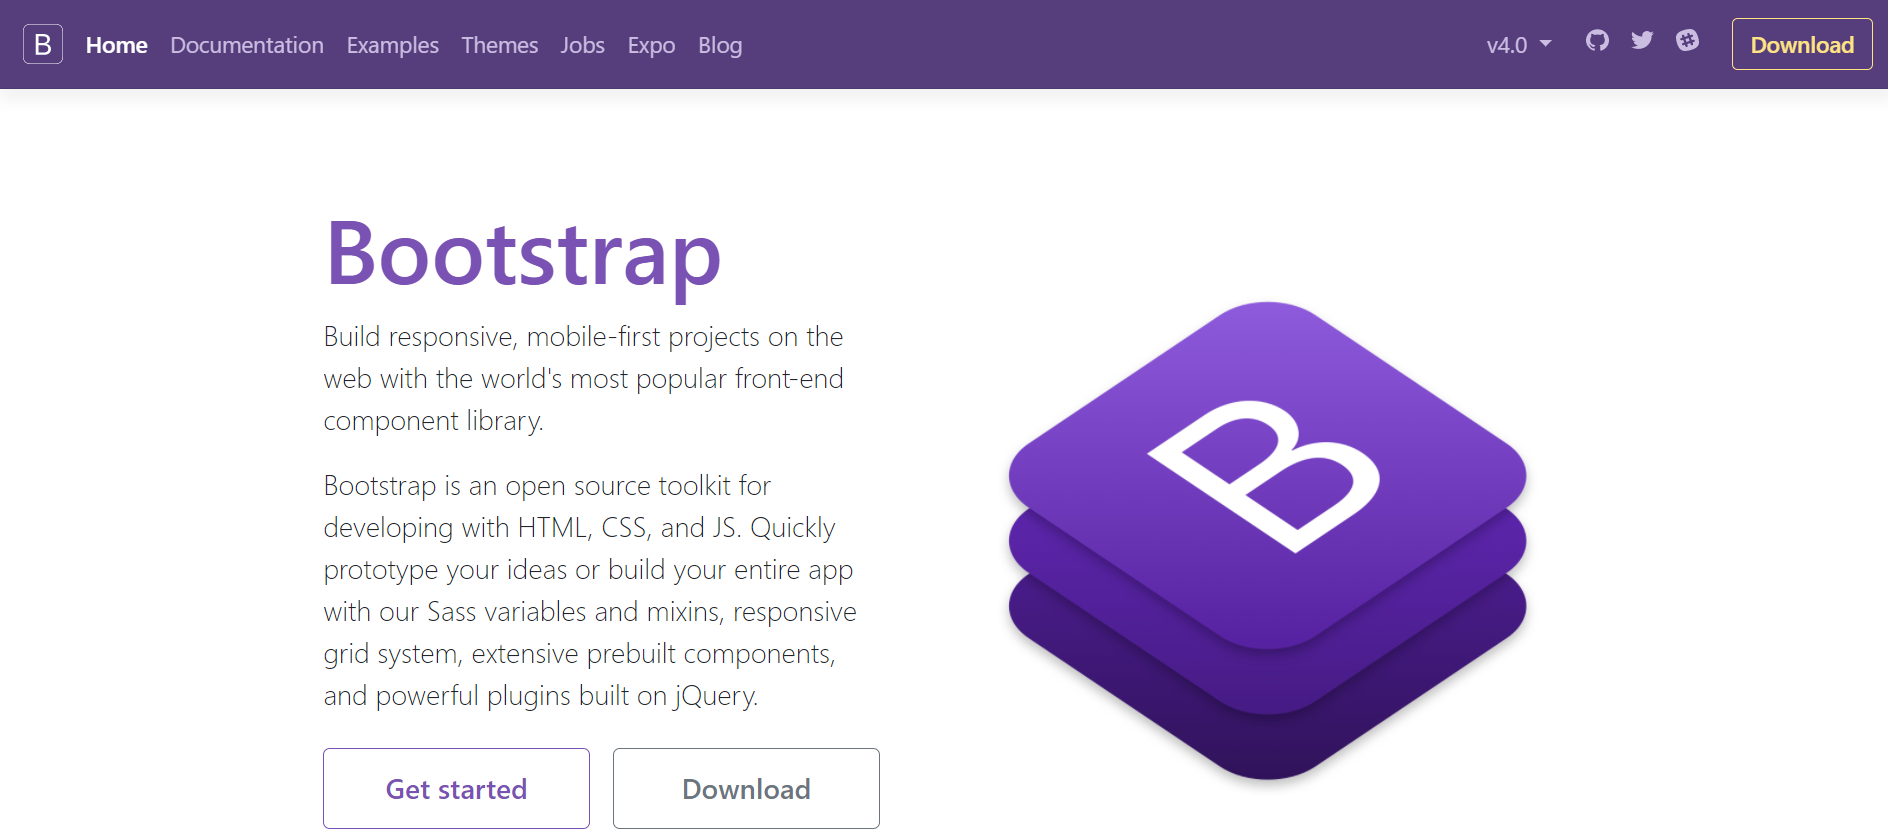 B Home Documentation Examples Themes Jobs Expo Blog v4.0 Download
Bootstrap
Build responsive, mobile-first projects on the
web with the world's most popular front-end
component library.
Bootstrap is an open source toolkit for
developing with HTML, CSS, and JS. Quickly
prototype your ideas or build your entire app
with our Sass variables and mixins, responsive
grid system, extensive prebuilt components,
and powerful plugins built on jQuery.
Get started Download
B